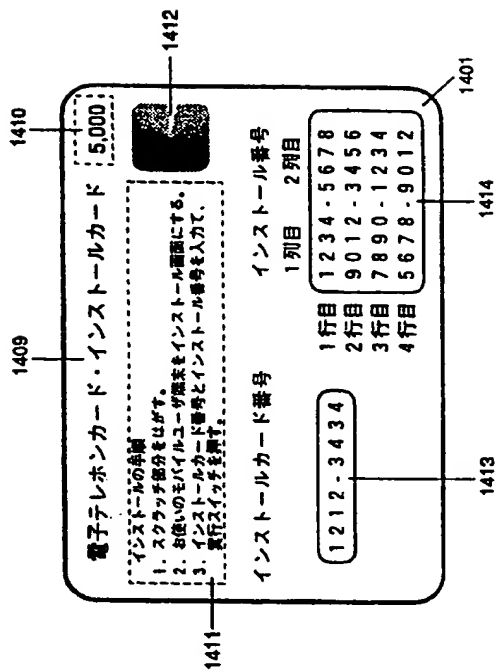 1409
1410
1412
電子テレホンカード・インストールカード
5,000
インストールの手順
1. スクラッチ部分をはがす。
2. お使いのモバイルユーザ端末をインストール画面にする。
3. インストールカード番号とインストール番号を入力て、
実行スイッチを押す。
1411
インストールカード番号
1212-3434
インストール番号
1列目 2列目
1行目 1234-5678
2行目 9012-3456
3行目 7890-1234
4行目 5678-9012
1413
1414
1401